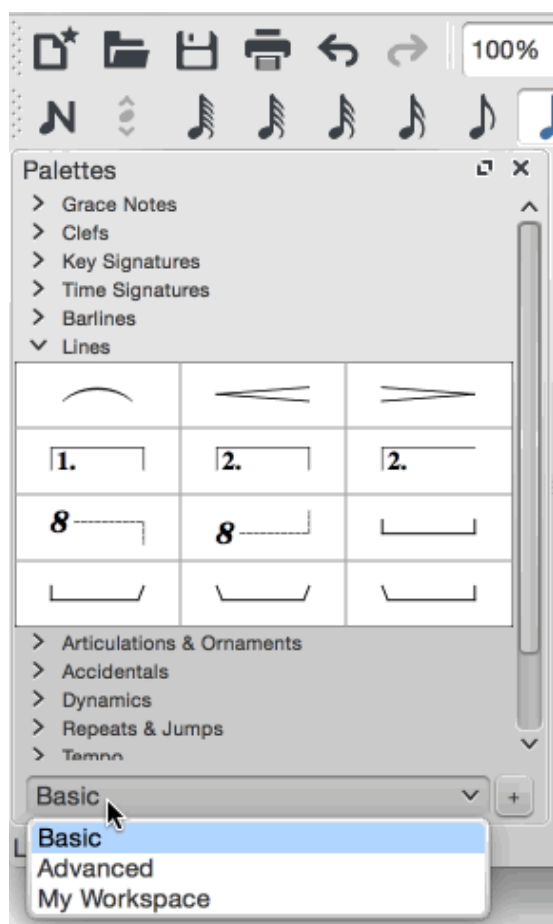 100%
N
Palettes
Grace Notes
Clefs
Key Signatures
Time Signatures
Barlines
Lines
1. 2. 2.
8 8
Articulations & Ornaments
Accidentals
Dynamics
Repeats & Jumps
Tempo
Basic +
L
Basic
Advanced
My Workspace